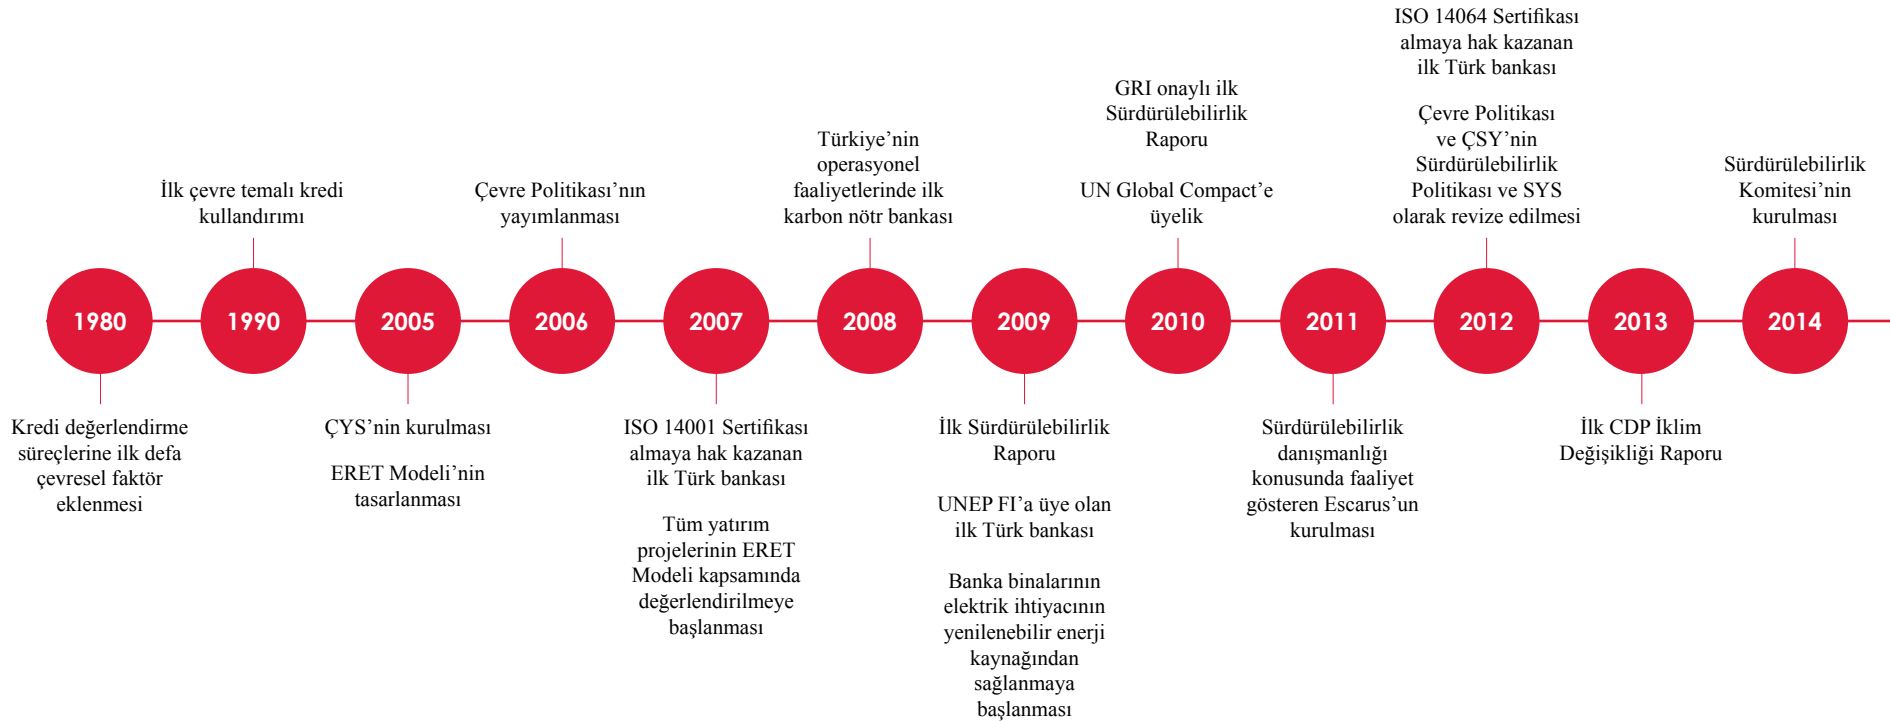 1980
Kredi değerlendirme
süreçlerine ilk defa
çevresel faktör
eklenmesi
İlk çevre temalı kredi
kullandırımı
1990
2005
ÇYS’nin kurulması
ERET Modeli’nin
tasarlanması
Çevre Politikası’nın
yayımlanması
2006
2007
ISO 14001 Sertifikası
almaya hak kazanan
ilk Türk bankası
Tüm yatırım
projelerinin ERET
Modeli kapsamında
değerlendirilmeye
başlanması
Türkiye’nin
operasyonel
faaliyetlerinde ilk
karbon nötr bankası
2008
2009
İlk Sürdürülebilirlik
Raporu
UNEP FI’a üye olan
ilk Türk bankası
Banka binalarının
elektrik ihtiyacının
yenilenebilir enerji
kaynağından
sağlanmaya
başlanması
GRI onaylı ilk
Sürdürülebilirlik
Raporu
UN Global Compact’e
üyelik
2010
2011
Sürdürülebilirlik
danışmanlığı
konusunda faaliyet
gösteren Escarus’un
kurulması
ISO 14064 Sertifikası
almaya hak kazanan
ilk Türk bankası
Çevre Politikası
ve ÇSY’nin
Sürdürülebilirlik
Politikası ve SYS
olarak revize edilmesi
2012
2013
İlk CDP İklim
Değişikliği Raporu
Sürdürülebilirlik
Komitesi’nin
kurulması
2014